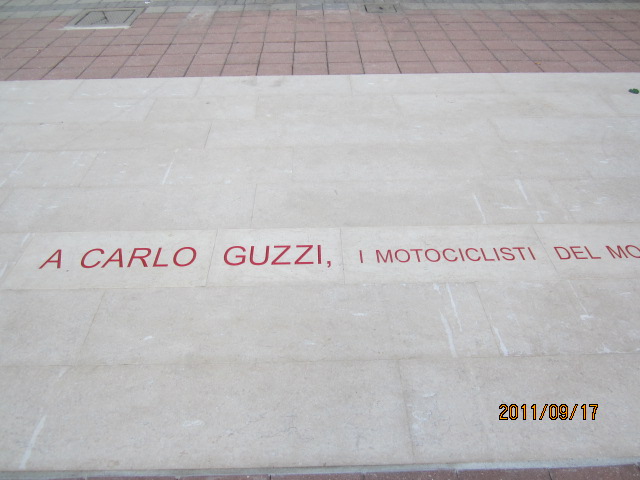 A CARLO GUZZI, I MOTOCICLISTI DEL MO
2011/09/17